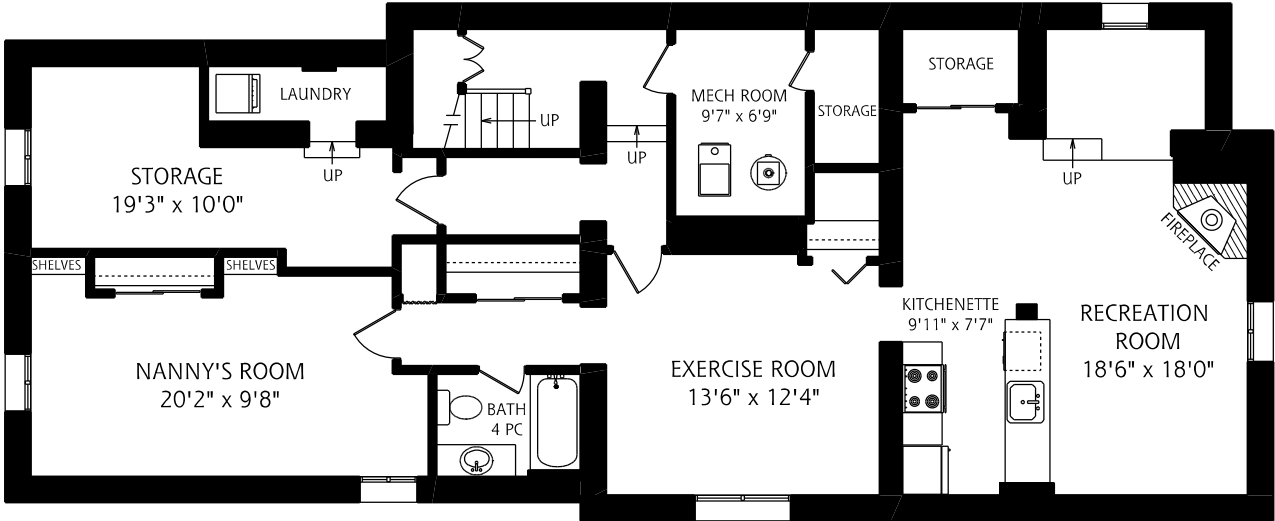 STORAGE
LAUNDRY
MECH ROOM
9'7" x 6'9"
STORAGE
UP
UP
UP
STORAGE
19'3" x 10'0"
UP
FIREPLACE
SHELVES
SHELVES
KITCHENETTE
9'11" x 7'7"
RECREATION
ROOM
18'6" x 18'0"
NANNY'S ROOM
20'2" x 9'8"
EXERCISE ROOM
13'6" x 12'4"
BATH
4 PC